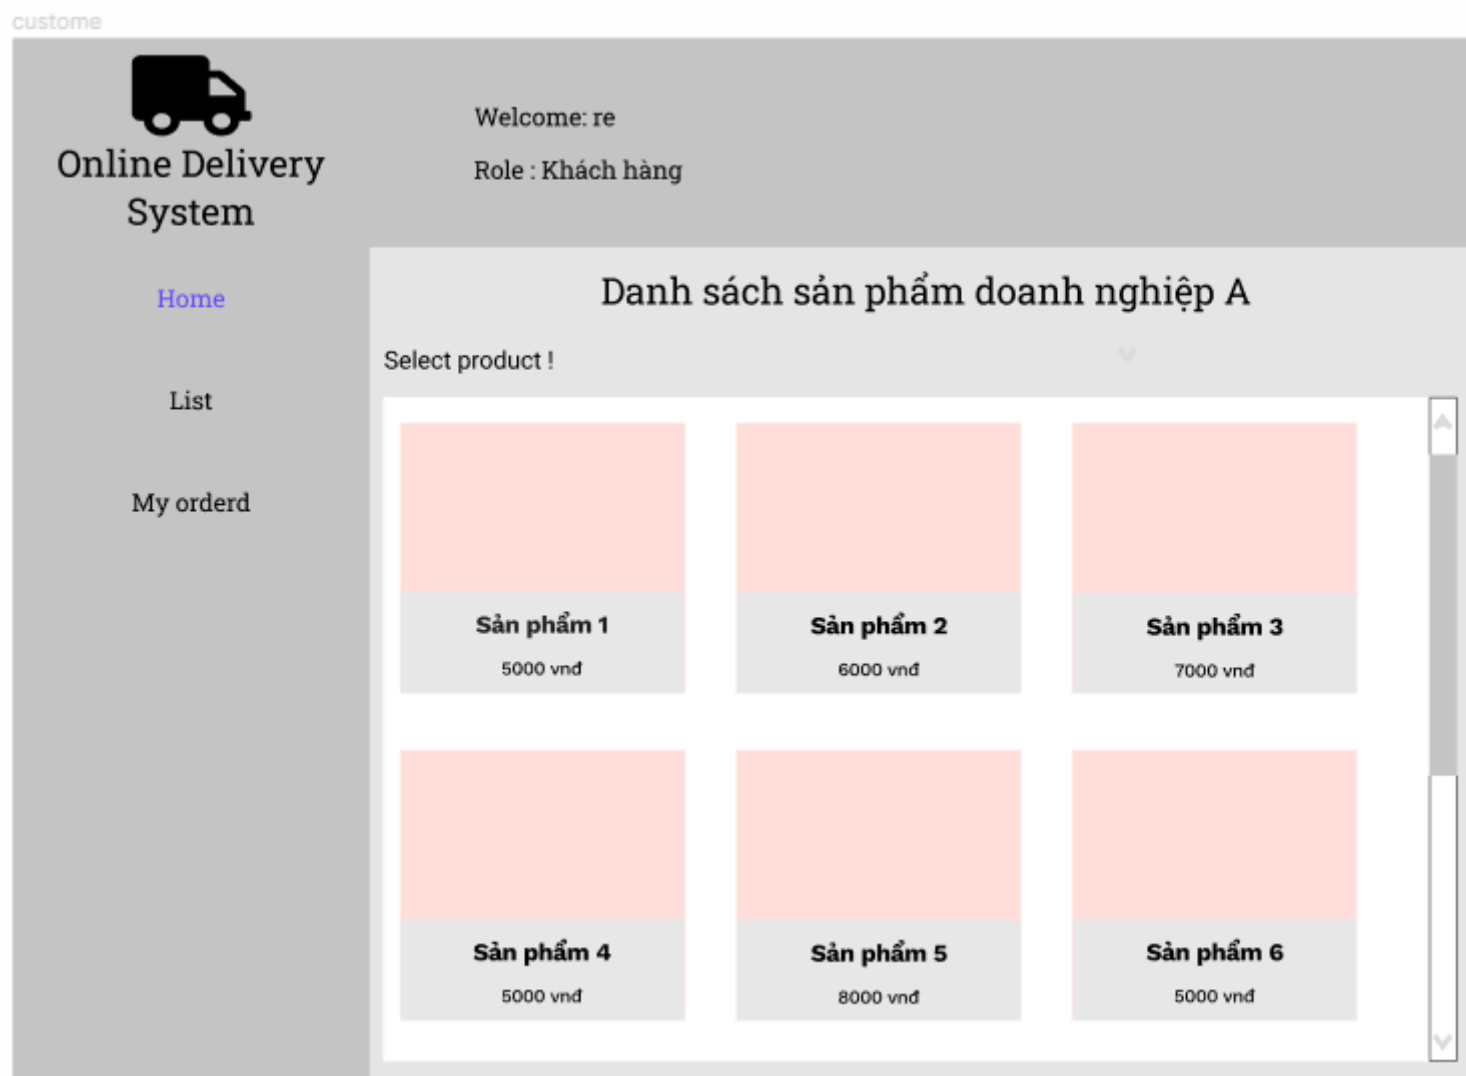 custome
Online Delivery
System
Welcome: re
Role : Khách hàng
Home
List
My orderd
Danh sách sản phẩm doanh nghiệp A
Select product !
Sản phẩm 1
5000 vnđ
Sản phẩm 2
6000 vnđ
Sản phẩm 3
7000 vnđ
Sản phẩm 4
5000 vnđ
Sản phẩm 5
8000 vnđ
Sản phẩm 6
5000 vnđ